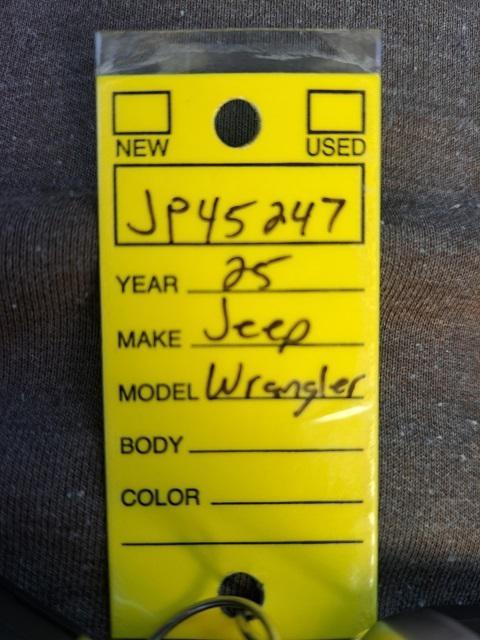 NEW USED
JP45247
YEAR 25
MAKE Jeep
MODEL Wrangler
BODY
COLOR